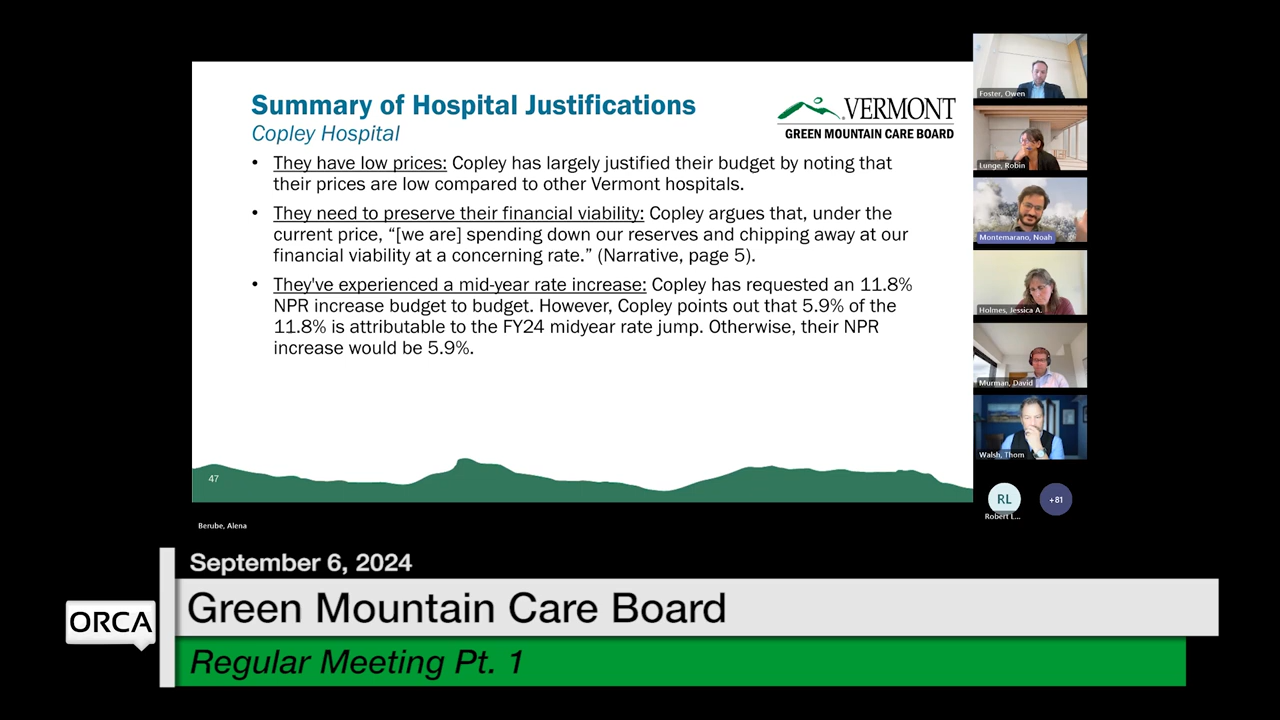 Summary of Hospital Justifications
Copley Hospital
VERMONT
GREEN MOUNTAIN CARE BOARD
• They have low prices: Copley has largely justified their budget by noting that
their prices are low compared to other Vermont hospitals.
• They need to preserve their financial viability: Copley argues that, under the
current price, “[we are] spending down our reserves and chipping away at our
financial viability at a concerning rate.” (Narrative, page 5).
• They've experienced a mid-year rate increase: Copley has requested an 11.8%
NPR increase budget to budget. However, Copley points out that 5.9% of the
11.8% is attributable to the FY24 midyear rate jump. Otherwise, their NPR
increase would be 5.9%.
47
Foster, Owen
Lunge, Robin
Montemarano, Noah
Holmes, Jessica A.
Murman, David
Walsh, Thom
RL
+81
Robert L...
Berube, Alena
September 6, 2024
ORCA
Green Mountain Care Board
Regular Meeting Pt. 1